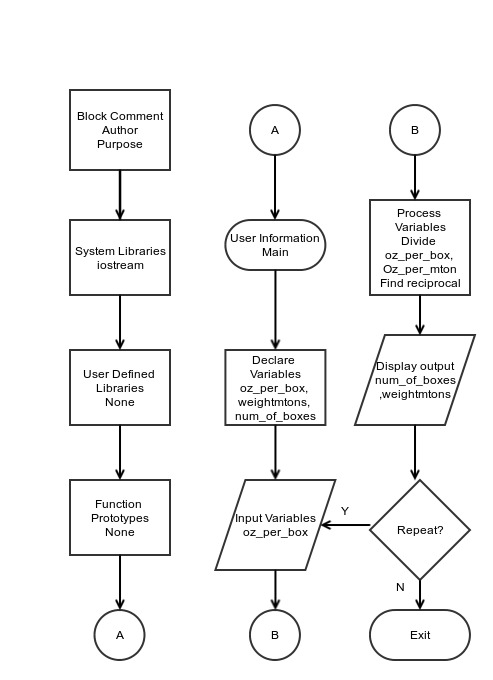 Block Comment
Author
Purpose
System Libraries
iostream
User Defined
Libraries
None
Function
Prototypes
None
A
A
User Information
Main
Declare
Variables
oz_per_box,
weightmtons,
num_of_boxes
Input Variables
oz_per_box
B
B
Process
Variables
Divide
oz_per_box,
Oz_per_mton
Find reciprocal
Display output
num_of_boxes
,weightmtons
Repeat?
Y
N
Exit